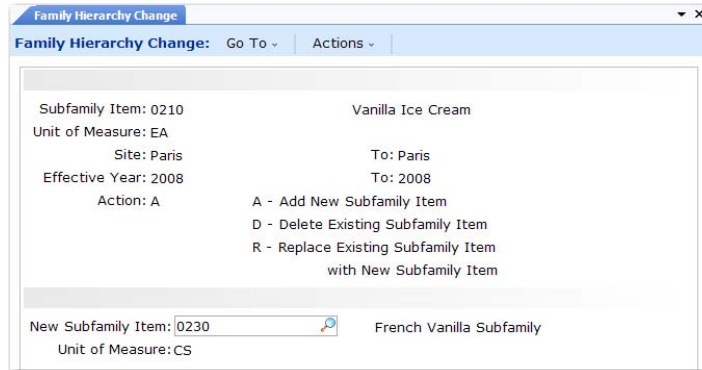 Family Hierarchy Change
Family Hierarchy Change: Go To Actions
Subfamily Item: 0210 Vanilla Ice Cream
Unit of Measure: EA
Site: Paris To: Paris
Effective Year: 2008 To: 2008
Action: A A - Add New Subfamily Item
D - Delete Existing Subfamily Item
R - Replace Existing Subfamily Item
with New Subfamily Item
New Subfamily Item: 0230 French Vanilla Subfamily
Unit of Measure: CS